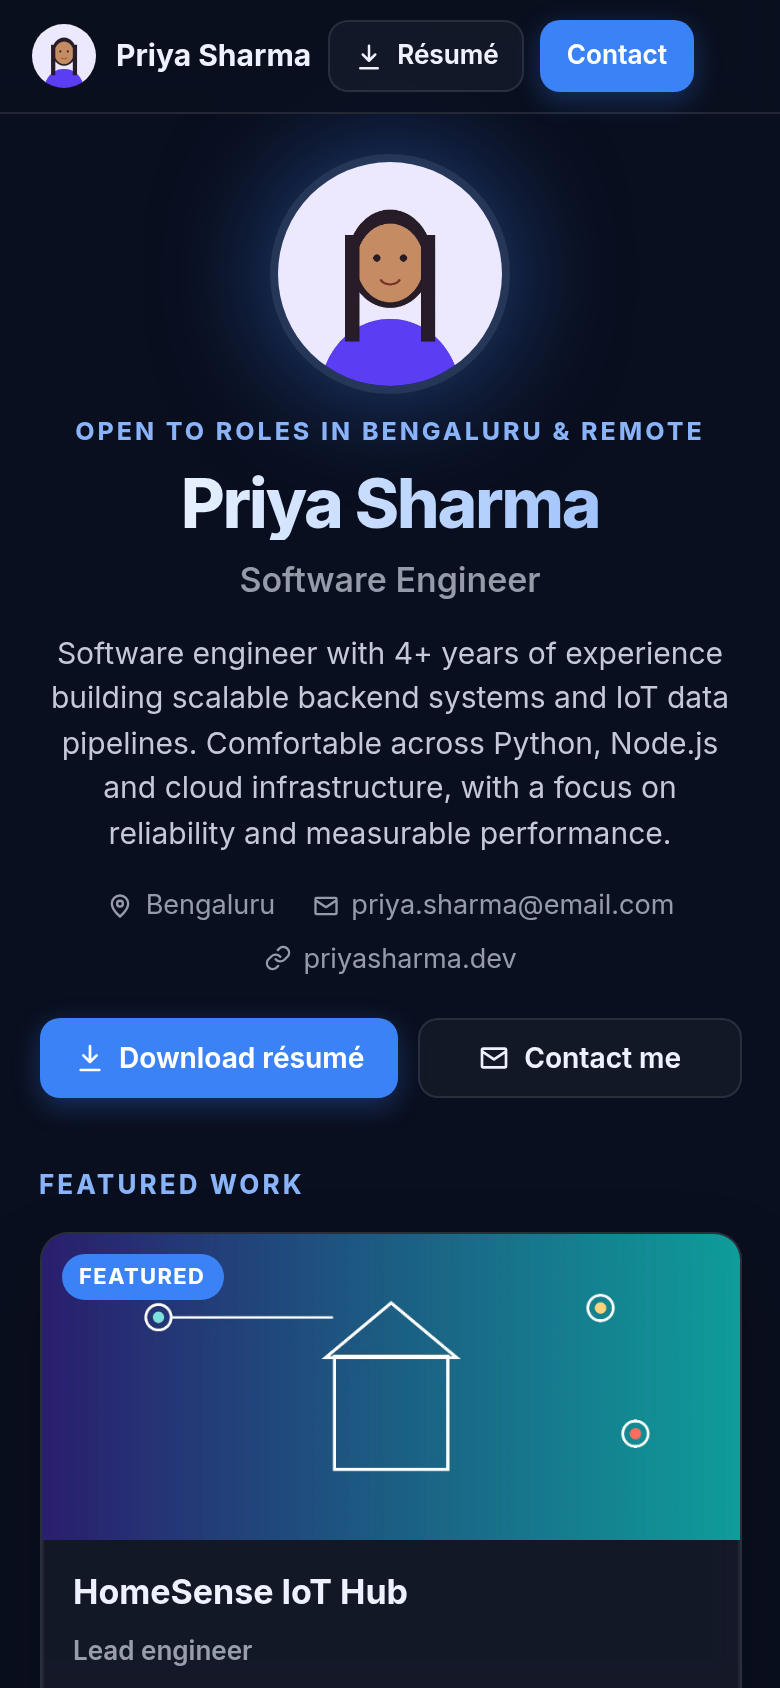 Priya Sharma
Résumé
Contact
OPEN TO ROLES IN BENGALURU & REMOTE
Priya Sharma
Software Engineer
Software engineer with 4+ years of experience
building scalable backend systems and IoT data
pipelines. Comfortable across Python, Node.js
and cloud infrastructure, with a focus on
reliability and measurable performance.
Bengaluru
priya.sharma@email.com
priyasharma.dev
Download résumé
Contact me
FEATURED WORK
FEATURED
HomeSense IoT Hub
Lead engineer